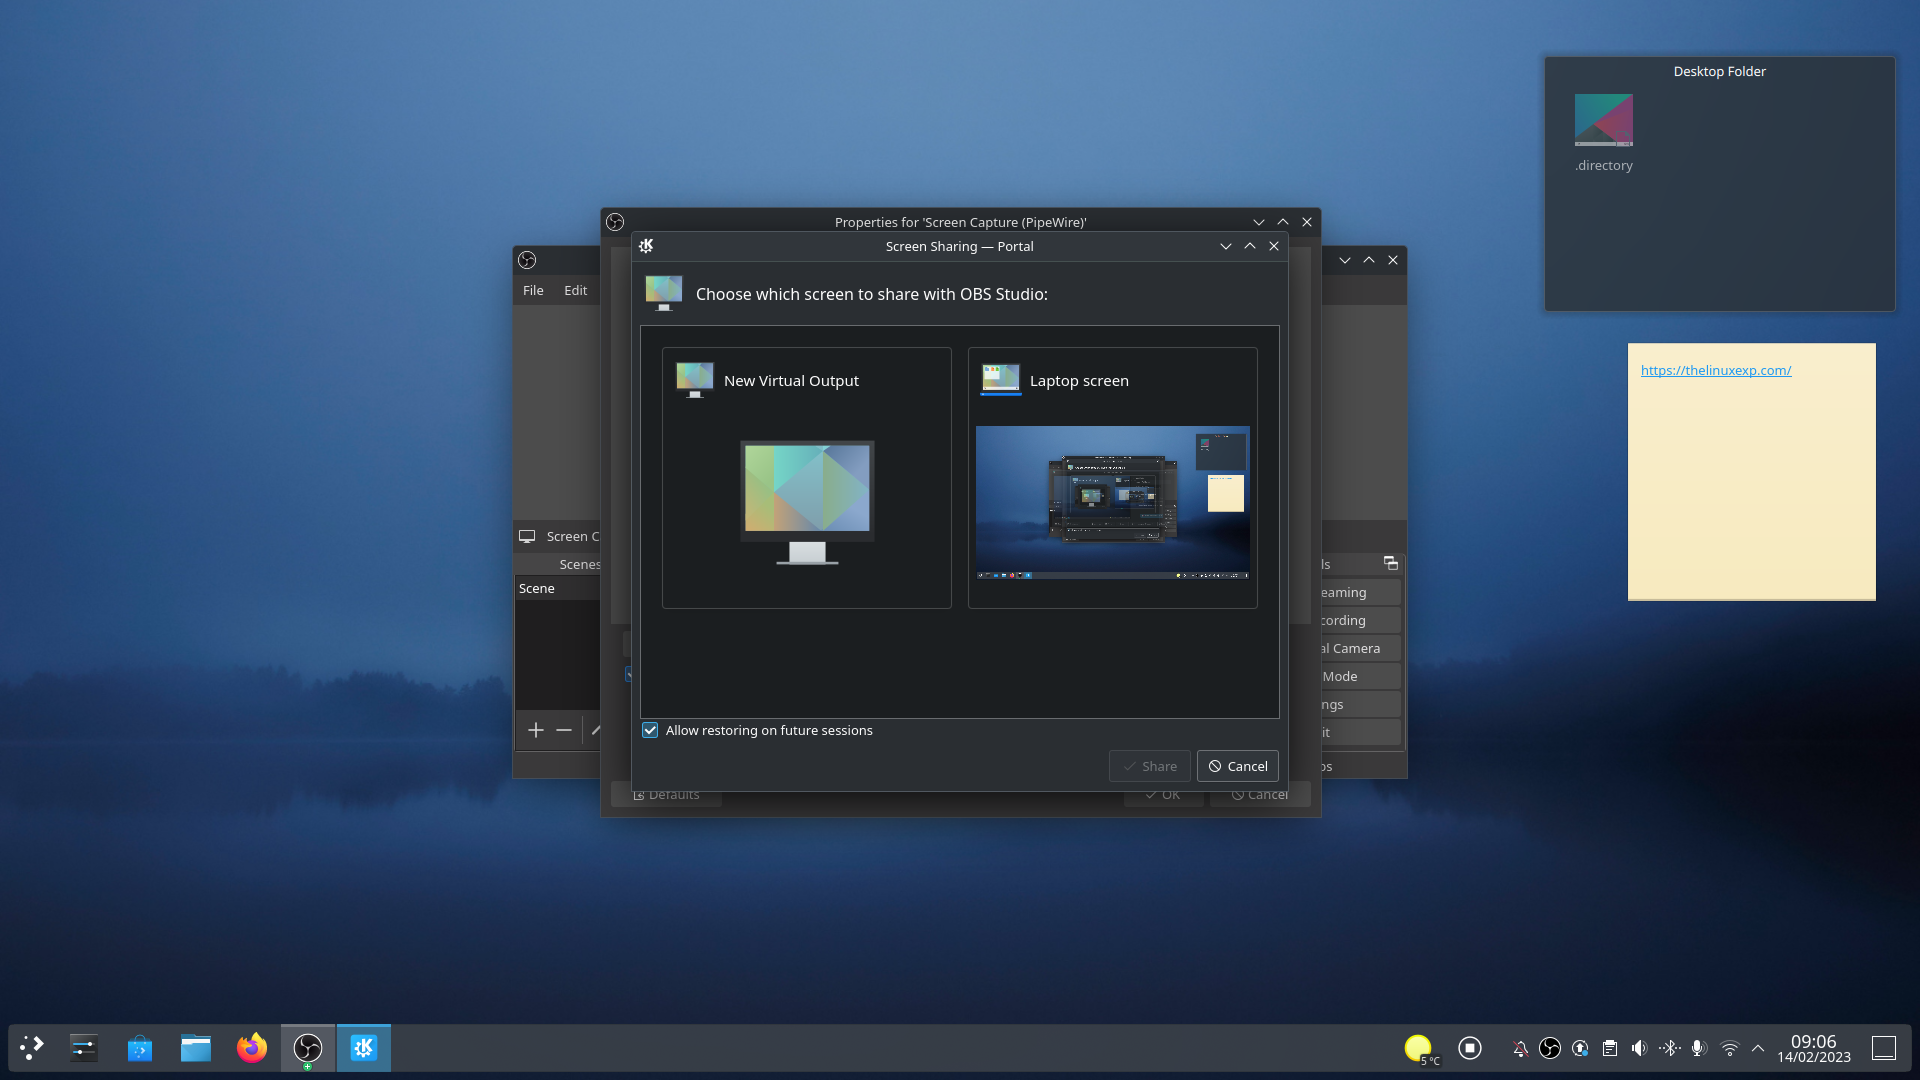 Desktop Folder
.directory
https://thelinuxexp.com/
Properties for 'Screen Capture (PipeWire)'
Screen Sharing — Portal
File Edit
Choose which screen to share with OBS Studio:
New Virtual Output
Laptop screen
Screen C
Scenes
Scene
ls
eaming
cording
al Camera
Mode
ngs
it
os
Allow restoring on future sessions
Share
Cancel
Defaults
OK
Cancel
5 °C
09:06
14/02/2023